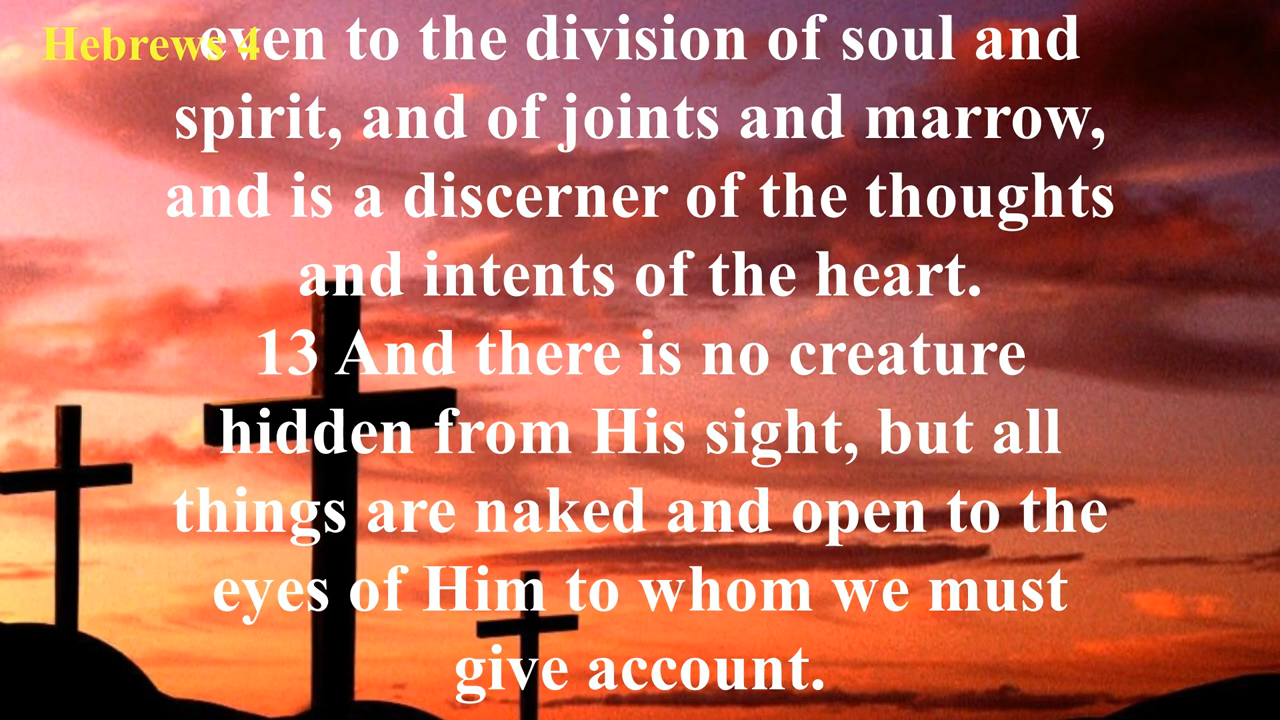 Hebrews 4
even to the division of soul and
spirit, and of joints and marrow,
and is a discerner of the thoughts
and intents of the heart.
13 And there is no creature
hidden from His sight, but all
things are naked and open to the
eyes of Him to whom we must
give account.